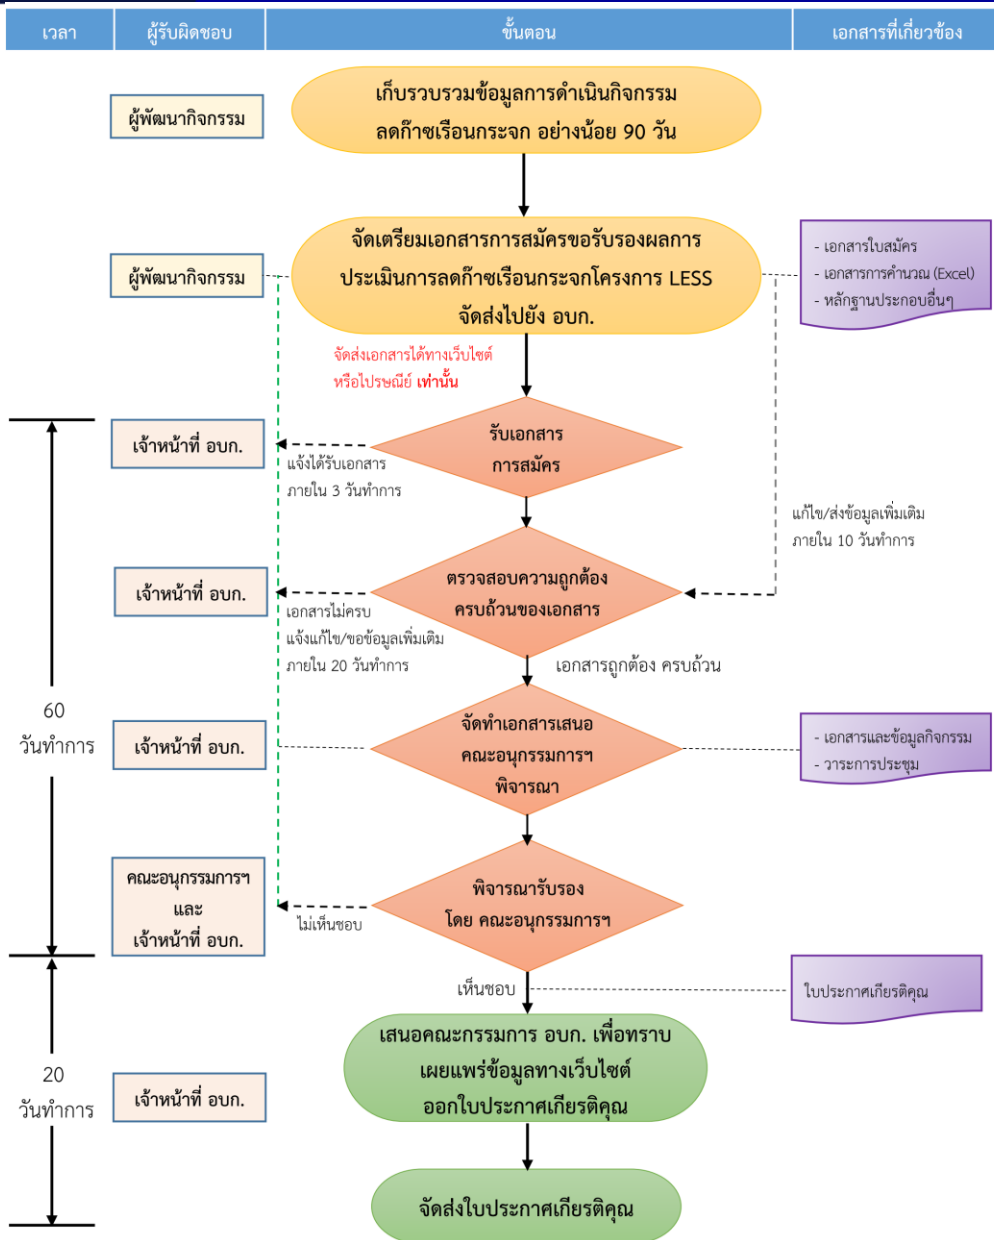 เวลา
ผู้รับผิดชอบ
ขั้นตอน
เอกสารที่เกี่ยวข้อง
ผู้พัฒนากิจกรรม
เก็บรวบรวมข้อมูลการดำเนินกิจกรรม
ลดก๊าซเรือนกระจก อย่างน้อย 90 วัน
ผู้พัฒนากิจกรรม
จัดเตรียมเอกสารการสมัครขอรับรองผลการ
ประเมินการลดก๊าซเรือนกระจกโครงการ LESS
จัดส่งไปยัง อบก.
- เอกสารใบสมัคร
- เอกสารการคำนวณ (Excel)
- หลักฐานประกอบอื่นๆ
จัดส่งเอกสารได้ทางเว็บไซต์
หรือไปรษณีย์ เท่านั้น
เจ้าหน้าที่ อบก.
รับเอกสาร
การสมัคร
แจ้งได้รับเอกสาร
ภายใน 3 วันทำการ
แก้ไข/ส่งข้อมูลเพิ่มเติม
ภายใน 10 วันทำการ
เจ้าหน้าที่ อบก.
ตรวจสอบความถูกต้อง
ครบถ้วนของเอกสาร
เอกสารไม่ครบ
แจ้งแก้ไข/ขอข้อมูลเพิ่มเติม
ภายใน 20 วันทำการ
เอกสารถูกต้อง ครบถ้วน
60
วันทำการ
เจ้าหน้าที่ อบก.
จัดทำเอกสารเสนอ
คณะอนุกรรมการฯ
พิจารณา
- เอกสารและข้อมูลกิจกรรม
- วาระการประชุม
คณะอนุกรรมการฯ
และ
เจ้าหน้าที่ อบก.
พิจารณารับรอง
โดย คณะอนุกรรมการฯ
ไม่เห็นชอบ
เห็นชอบ
ใบประกาศเกียรติคุณ
20
วันทำการ
เจ้าหน้าที่ อบก.
เสนอคณะกรรมการ อบก. เพื่อทราบ
เผยแพร่ข้อมูลทางเว็บไซต์
ออกใบประกาศเกียรติคุณ
จัดส่งใบประกาศเกียรติคุณ